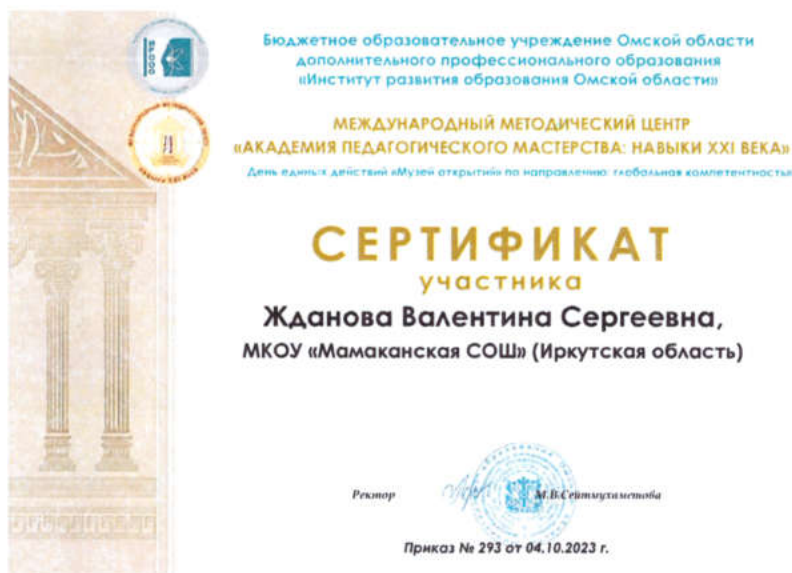 Бюджетное образовательное учреждение Омской области
дополнительного профессионального образования
«Институт развития образования Омской области»
МЕЖДУНАРОДНЫЙ МЕТОДИЧЕСКИЙ ЦЕНТР
«АКАДЕМИЯ ПЕДАГОГИЧЕСКОГО МАСТЕРСТВА: НАВЫКИ XXI ВЕКА»
День единых действий «Музей открытий» по направлению: глобальная компетентность»
СЕРТИФИКАТ
участника
Жданова Валентина Сергеевна,
МКОУ «Мамаканская СОШ» (Иркутская область)
Ректор М.В.Сейтмухаметова
Приказ № 293 от 04.10.2023 г.